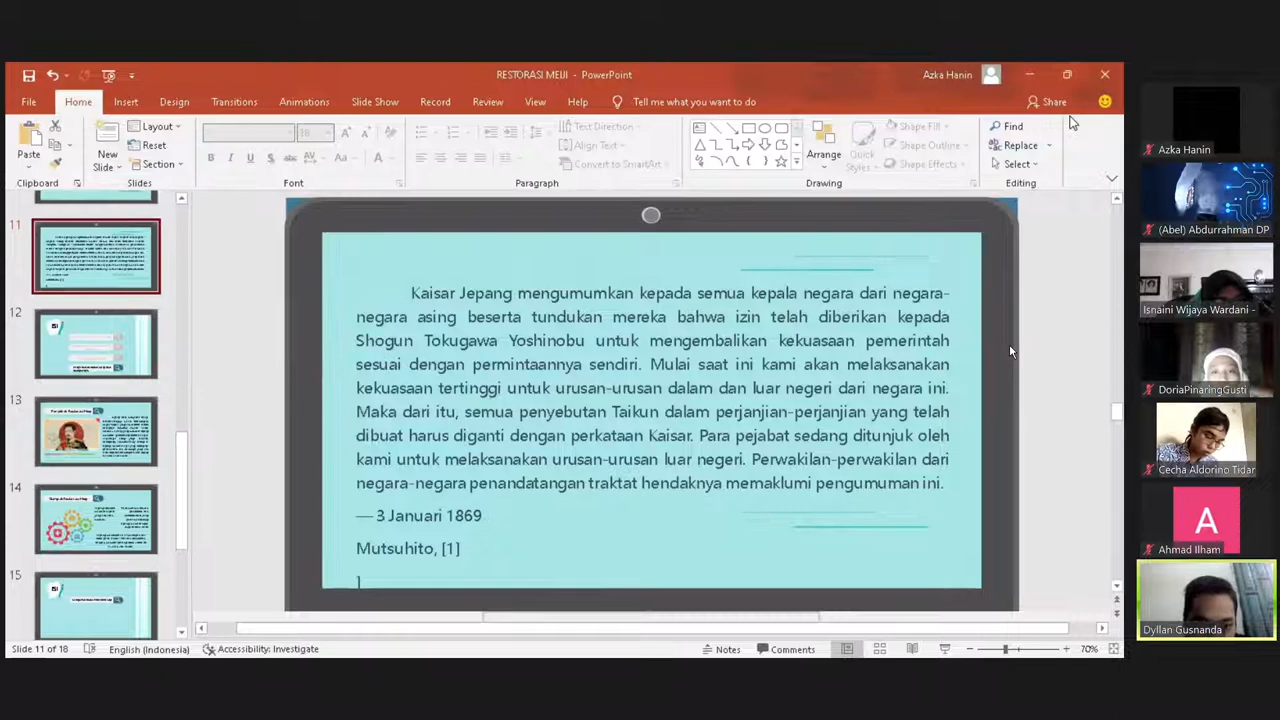 RESTORASI MEIJI - PowerPoint
Azka Hanin
File Home Insert Design Transitions Animations Slide Show Record Review View Help Tell me what you want to do Share
Paste
Clipboard
New Slide
Layout
Reset
Section
Slides
18
Font
Text Direction
Align Text
Convert to SmartArt
Paragraph
Arrange
Quick Styles
Shape Fill
Shape Outline
Shape Effects
Drawing
Find
Replace
Select
Editing
11
12
13
14
15
Kaisar Jepang mengumumkan kepada semua kepala negara dari negara-
negara asing beserta tundukan mereka bahwa izin telah diberikan kepada
Shogun Tokugawa Yoshinobu untuk mengembalikan kekuasaan pemerintah
sesuai dengan permintaannya sendiri. Mulai saat ini kami akan melaksanakan
kekuasaan tertinggi untuk urusan-urusan dalam dan luar negeri dari negara ini.
Maka dari itu, semua penyebutan Taikun dalam perjanjian-perjanjian yang telah
dibuat harus diganti dengan perkataan Kaisar. Para pejabat sedang ditunjuk oleh
kami untuk melaksanakan urusan-urusan luar negeri. Perwakilan-perwakilan dari
negara-negara penandatangan traktat hendaknya memaklumi pengumuman ini.
— 3 Januari 1869
Mutsuhito, [1]
]
Slide 11 of 18 English (Indonesia) Accessibility: Investigate Notes Comments 70%
Azka Hanin
(Abel) Abdurrahman DP
Isnaini Wijaya Wardani -
DoriaPinaringGusti
Cecha Aldorino Tidar
A
Ahmad Ilham
Dyllan Gusnanda